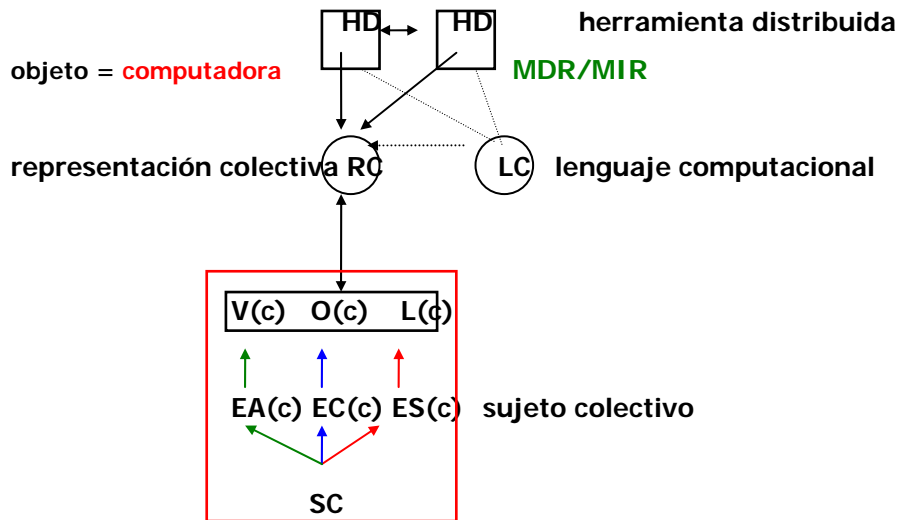 HD HD herramienta distribuida
objeto = computadora MDR/MIR
representación colectiva RC LC lenguaje computacional
V(c) O(c) L(c)
EA(c) EC(c) ES(c) sujeto colectivo
SC